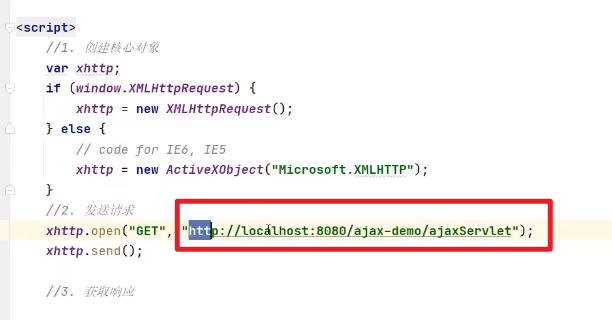 <script>
//1. 创建核心对象
var xhttp;
if (window.XMLHttpRequest) {
xhttp = new XMLHttpRequest();
} else {
// code for IE6, IE5
xhttp = new ActiveXObject("Microsoft.XMLHTTP");
}
//2. 发送请求
xhttp.open("GET", "http://localhost:8080/ajax-demo/ajaxServlet");
xhttp.send();
//3. 获取响应